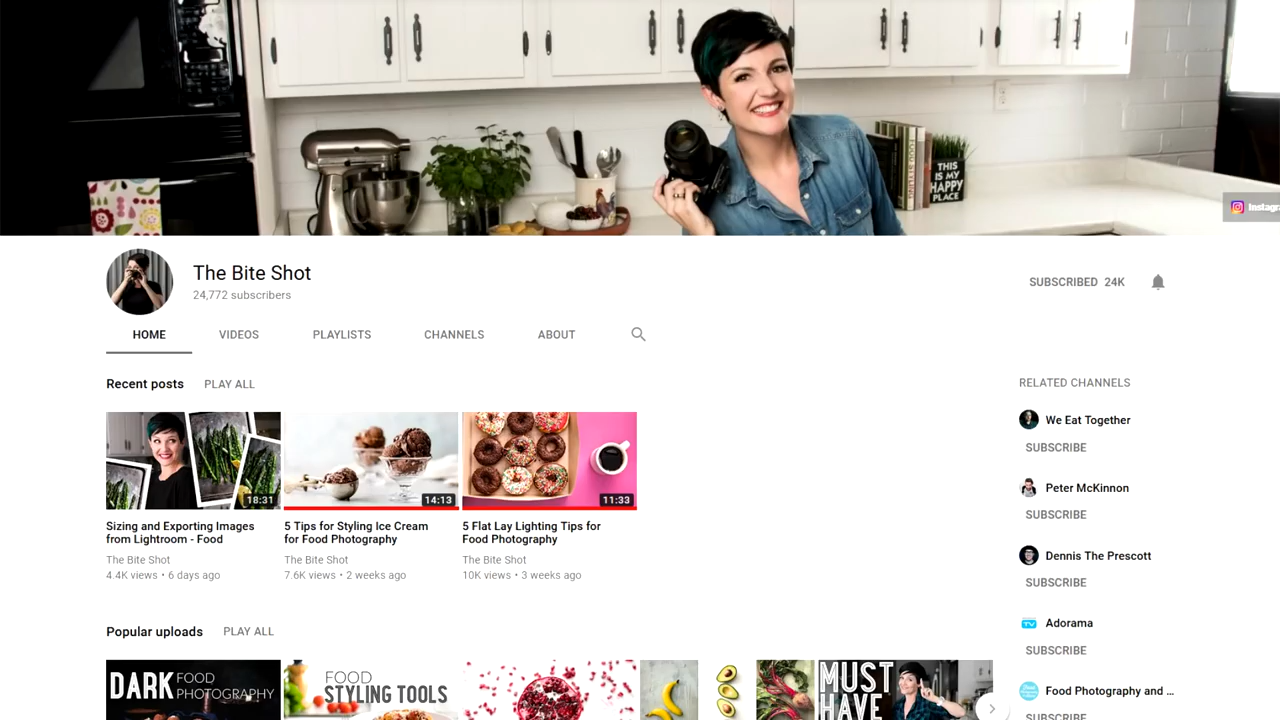 THIS
IS MY
HAPPY
PLACE
The Bite Shot
24,772 subscribers
SUBSCRIBED 24K
HOME
VIDEOS
PLAYLISTS
CHANNELS
ABOUT
Recent posts
PLAY ALL
18:31
Sizing and Exporting Images
from Lightroom - Food
The Bite Shot
4.4K views • 6 days ago
14:13
5 Tips for Styling Ice Cream
for Food Photography
The Bite Shot
7.6K views • 2 weeks ago
11:33
5 Flat Lay Lighting Tips for
Food Photography
The Bite Shot
10K views • 3 weeks ago
RELATED CHANNELS
We Eat Together
SUBSCRIBE
Peter McKinnon
SUBSCRIBE
Dennis The Prescott
SUBSCRIBE
TV
Adorama
SUBSCRIBE
Food Photography and ...
SUBSCRIBE
Popular uploads
PLAY ALL
DARK FOOD
PHOTOGRAPHY
FOOD
STYLING TOOLS
MUST
HAVE